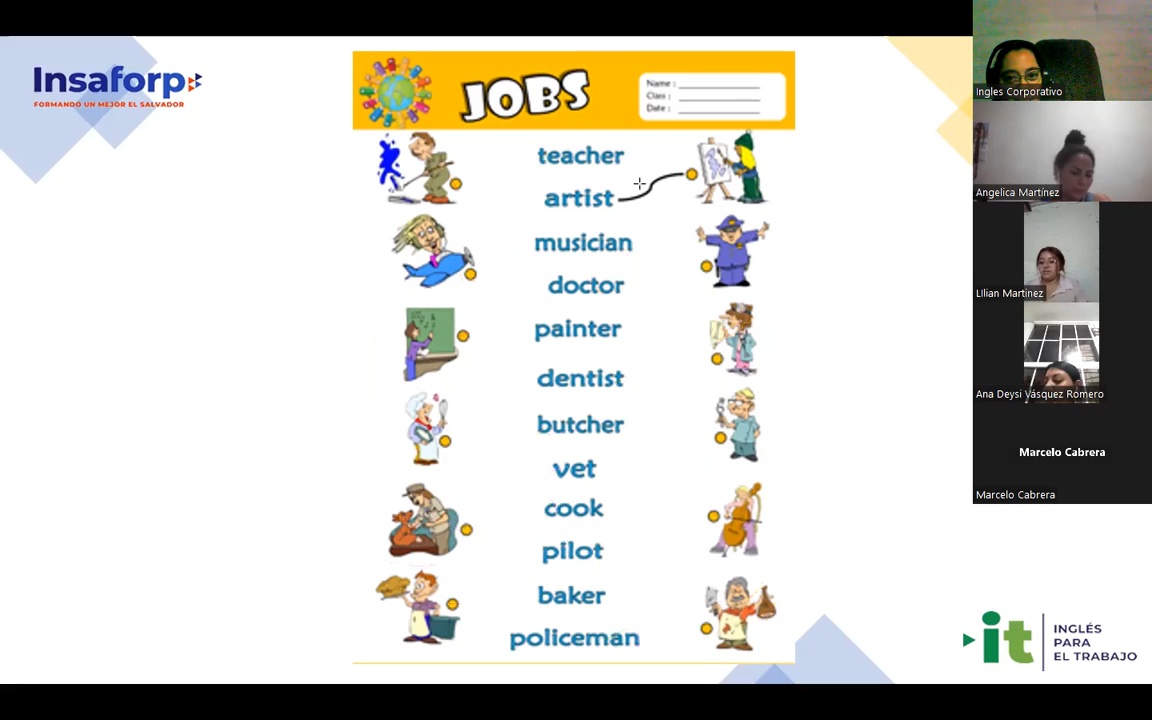 Insaforp
FORMANDO UN MEJOR EL SALVADOR
JOBS
Name :
Class :
Date :
teacher
artist
musician
doctor
painter
dentist
butcher
vet
cook
pilot
baker
policeman
Ingles Corporativo
Angelica Martínez
LIlian Martinez
Ana Deysi Vásquez Romero
Marcelo Cabrera
Marcelo Cabrera
it
INGLÉS
PARA
EL TRABAJO